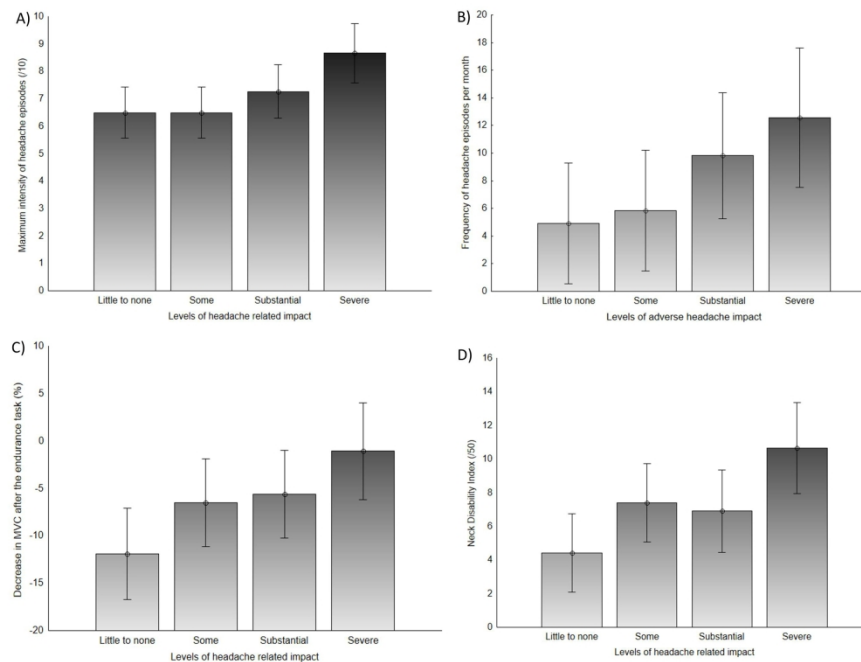 A)
Maximum intensity of headache episodes (/10)
10
9
8
7
6
5
4
3
2
1
0
Little to none Some Substantial Severe
Levels of headache related impact
B)
Frequency of headache episodes per month
20
18
16
14
12
10
8
6
4
2
0
Little to none Some Substantial Severe
Levels of adverse headache impact
C)
Decrease in MVC after the endurance task (%)
10
5
0
-5
-10
-15
-20
Little to none Some Substantial Severe
Levels of headache related impact
D)
Neck Disability Index (/50)
16
14
12
10
8
6
4
2
0
Little to none Some Substantial Severe
Levels of headache related impact